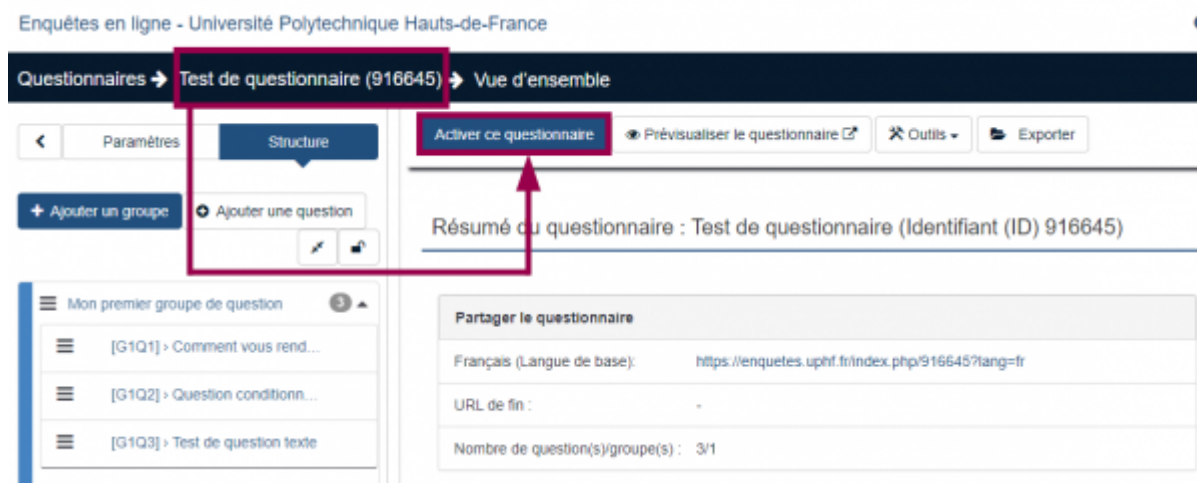 Enquêtes en ligne - Université Polytechnique Hauts-de-France
Questionnaires → Test de questionnaire (916645) → Vue d'ensemble
Paramètres Structure
Activer ce questionnaire Prévisualiser le questionnaire Outils Exporter
+ Ajouter un groupe Ajouter une question
Résumé du questionnaire : Test de questionnaire (Identifiant (ID) 916645)
Mon premier groupe de question 3
[G1Q1] › Comment vous rend...
[G1Q2] › Question conditionn...
[G1Q3] › Test de question texte
Partager le questionnaire
Français (Langue de base): https://enquetes.uphf.fr/index.php/916645?lang=fr
URL de fin : -
Nombre de question(s)/groupe(s) : 3/1